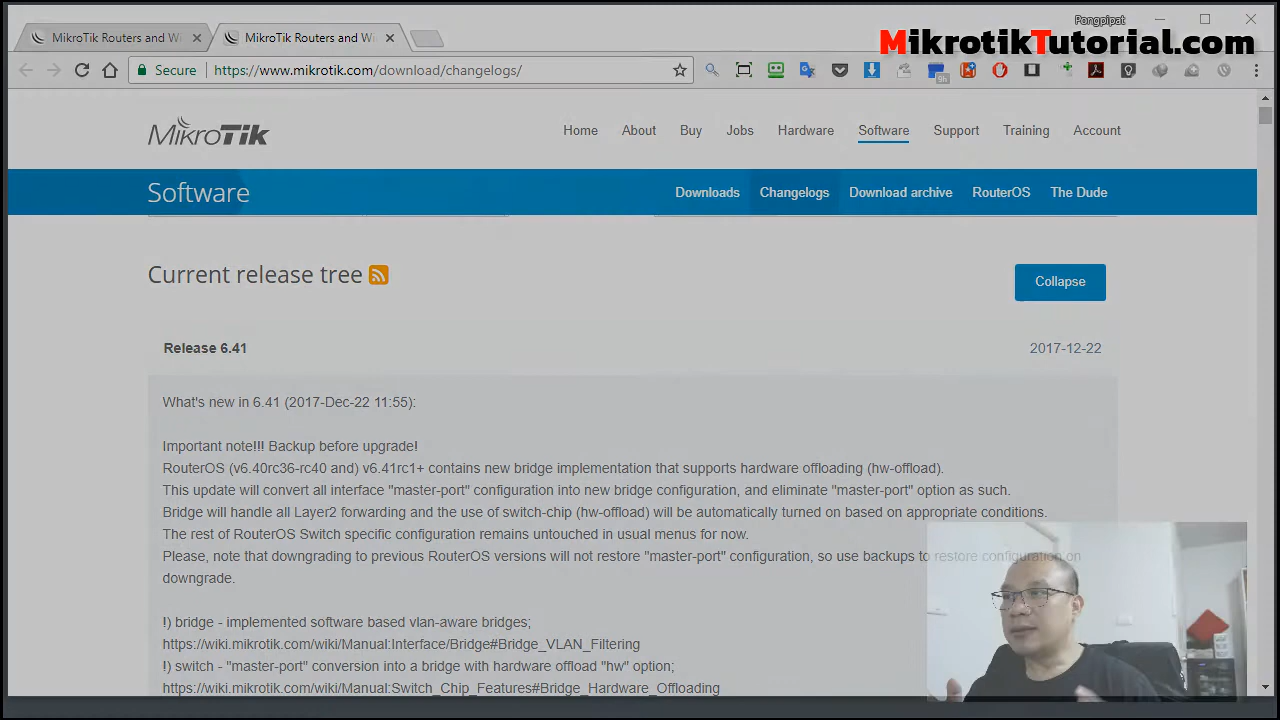 Pongpipat
MikrotikTutorial.com
MikroTik Routers and Wi
MikroTik Routers and Wi
Secure
https://www.mikrotik.com/download/changelogs/
9h
MikroTik
Home
About
Buy
Jobs
Hardware
Software
Support
Training
Account
Software
Downloads
Changelogs
Download archive
RouterOS
The Dude
Current release tree
Collapse
Release 6.41
2017-12-22
What's new in 6.41 (2017-Dec-22 11:55):
Important note!!! Backup before upgrade!
RouterOS (v6.40rc36-rc40 and) v6.41rc1+ contains new bridge implementation that supports hardware offloading (hw-offload).
This update will convert all interface "master-port" configuration into new bridge configuration, and eliminate "master-port" option as such.
Bridge will handle all Layer2 forwarding and the use of switch-chip (hw-offload) will be automatically turned on based on appropriate conditions.
The rest of RouterOS Switch specific configuration remains untouched in usual menus for now.
Please, note that downgrading to previous RouterOS versions will not restore "master-port" configuration, so use backups to restore configuration on
downgrade.
!) bridge - implemented software based vlan-aware bridges;
https://wiki.mikrotik.com/wiki/Manual:Interface/Bridge#Bridge_VLAN_Filtering
!) switch - "master-port" conversion into a bridge with hardware offload "hw" option;
https://wiki.mikrotik.com/wiki/Manual:Switch_Chip_Features#Bridge_Hardware_Offloading